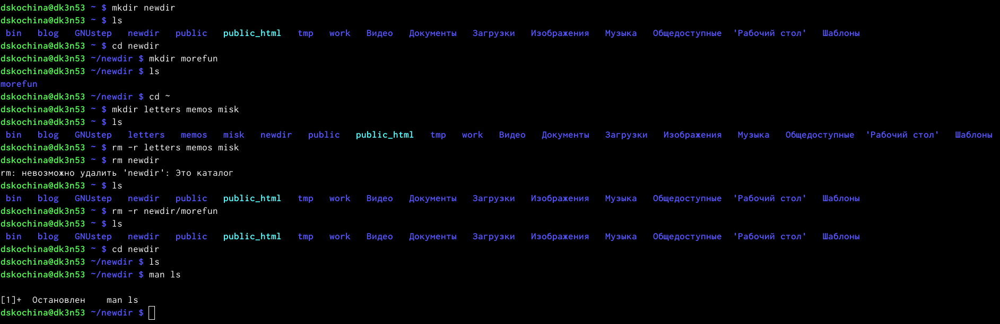 dskochina@dk3n53 ~ $ mkdir newdir
dskochina@dk3n53 ~ $ ls
bin blog GNUstep newdir public public_html tmp work Видео Документы Загрузки Изображения Музыка Общедоступные 'Рабочий стол' Шаблоны
dskochina@dk3n53 ~ $ cd newdir
dskochina@dk3n53 ~/newdir $ mkdir morefun
dskochina@dk3n53 ~/newdir $ ls
morefun
dskochina@dk3n53 ~/newdir $ cd ~
dskochina@dk3n53 ~ $ mkdir letters memos misk
dskochina@dk3n53 ~ $ ls
bin blog GNUstep letters memos misk newdir public public_html tmp work Видео Документы Загрузки Изображения Музыка Общедоступные 'Рабочий стол' Шаблоны
dskochina@dk3n53 ~ $ rm -r letters memos misk
dskochina@dk3n53 ~ $ rm newdir
rm: невозможно удалить 'newdir': Это каталог
dskochina@dk3n53 ~ $ ls
bin blog GNUstep newdir public public_html tmp work Видео Документы Загрузки Изображения Музыка Общедоступные 'Рабочий стол' Шаблоны
dskochina@dk3n53 ~ $ rm -r newdir/morefun
dskochina@dk3n53 ~ $ ls
bin blog GNUstep newdir public public_html tmp work Видео Документы Загрузки Изображения Музыка Общедоступные 'Рабочий стол' Шаблоны
dskochina@dk3n53 ~ $ cd newdir
dskochina@dk3n53 ~/newdir $ ls
dskochina@dk3n53 ~/newdir $ man ls
[1]+ Остановлен man ls
dskochina@dk3n53 ~/newdir $